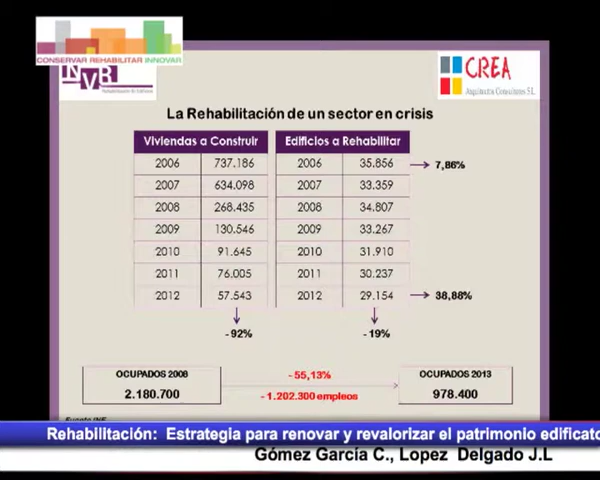 CONSERVAR REHABILITAR INNOVAR
INVR
CREA
Arquitectos Consultores S.L.
La Rehabilitación de un sector en crisis
Viviendas a Construir Edificios a Rehabilitar
2006 737.186 2006 35.856 7,86%
2007 634.098 2007 33.359
2008 268.435 2008 34.807
2009 130.546 2009 33.267
2010 91.645 2010 31.910
2011 76.005 2011 30.237
2012 57.543 2012 29.154 38,88%
- 92% - 19%
OCUPADOS 2008 - 55,13% OCUPADOS 2013
2.180.700 - 1.202.300 empleos 978.400
Fuente INE
Rehabilitación: Estrategia para renovar y revalorizar el patrimonio edificato
Gómez García C., Lopez Delgado J.L